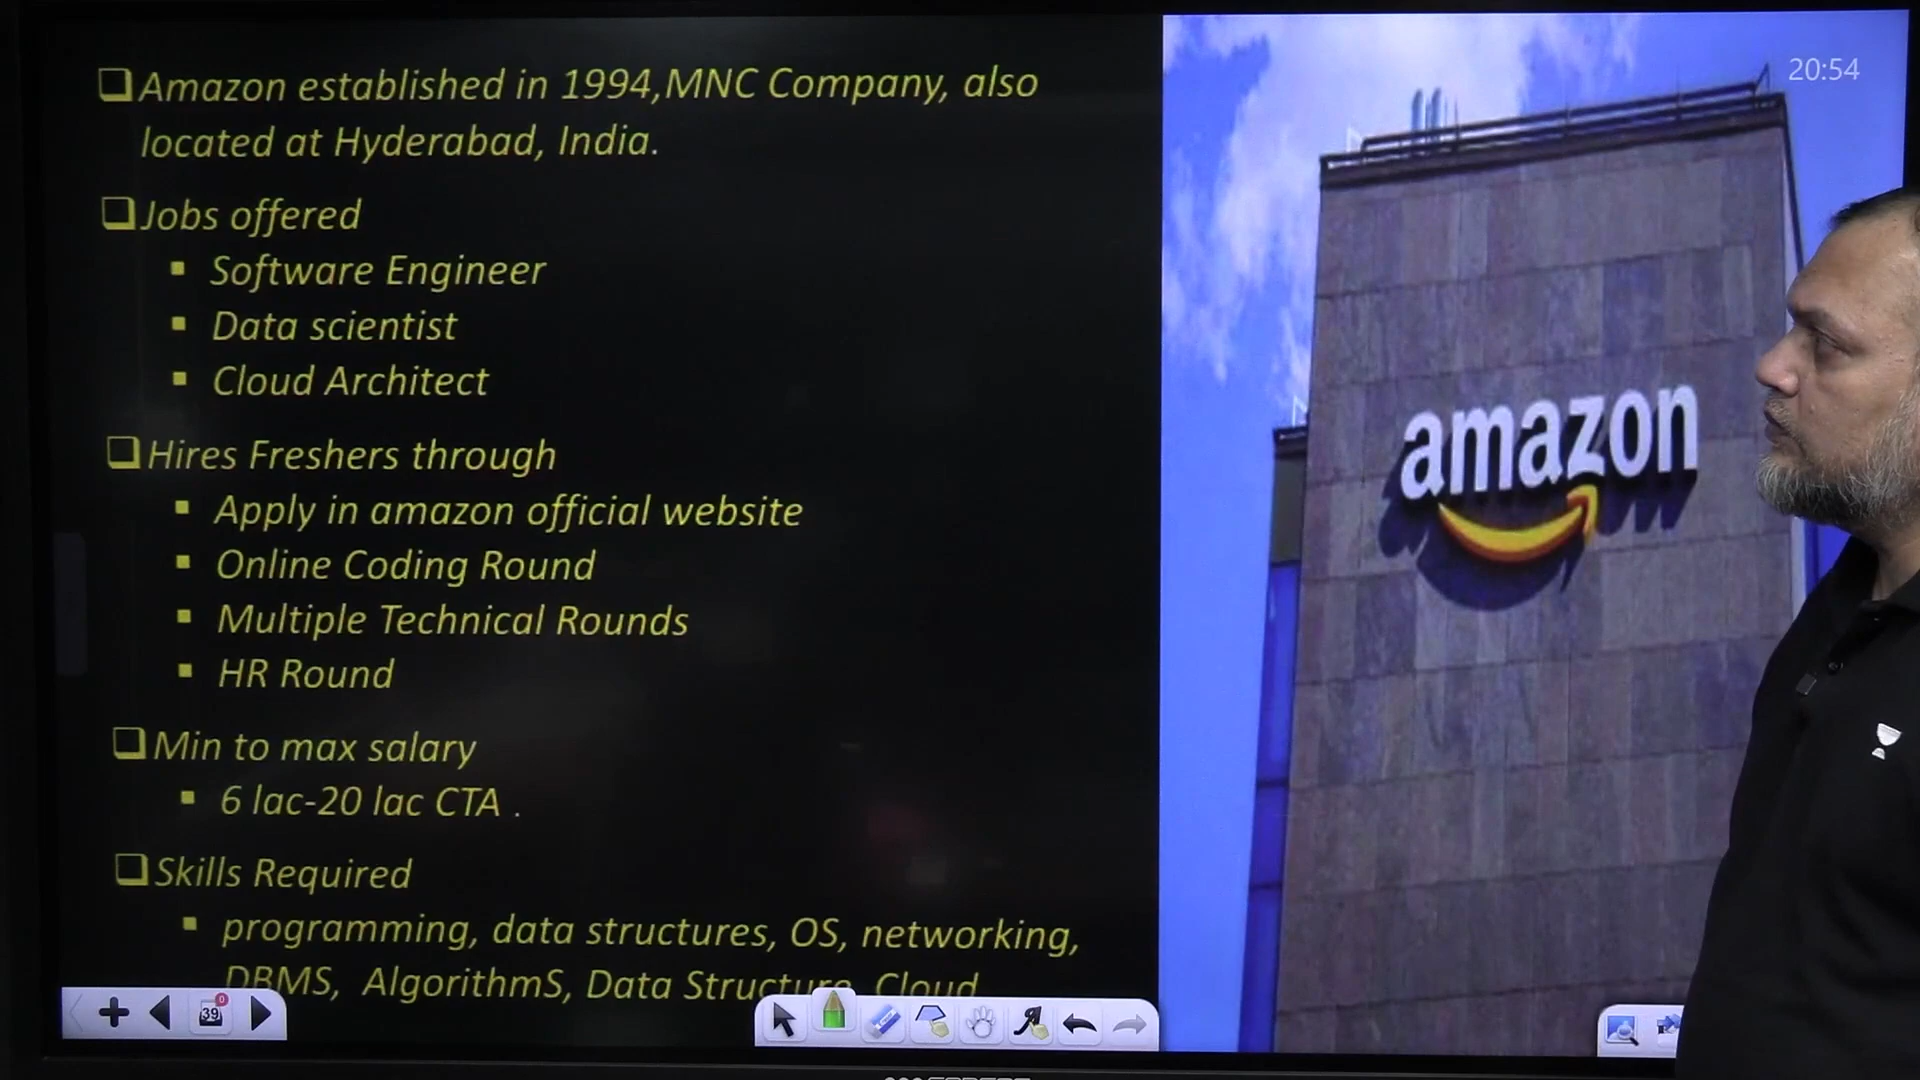 Amazon established in 1994,MNC Company, also
located at Hyderabad, India.
Jobs offered
Software Engineer
Data scientist
Cloud Architect
Hires Freshers through
Apply in amazon official website
Online Coding Round
Multiple Technical Rounds
HR Round
Min to max salary
6 lac-20 lac CTA .
Skills Required
programming, data structures, OS, networking,
DBMS, AlgorithmS, Data Structure, Cloud
20:54
amazon
39
0